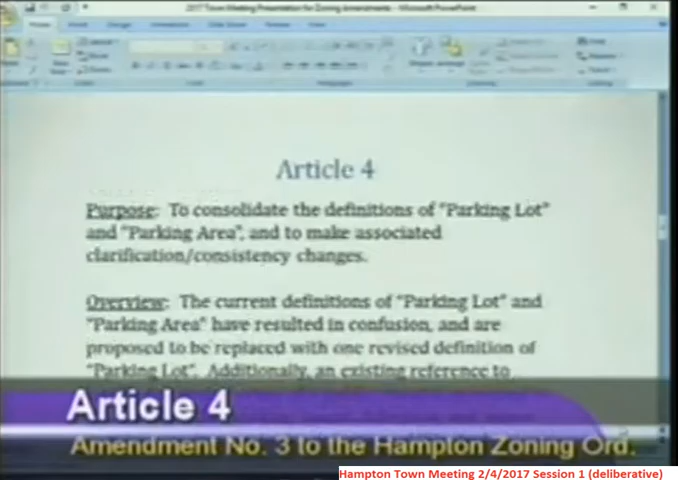 2017 Town Meeting Presentation for Zoning Amendments - Microsoft PowerPoint
Article 4
Purpose: To consolidate the definitions of "Parking Lot"
and "Parking Area", and to make associated
clarification/consistency changes.
Overview: The current definitions of "Parking Lot" and
"Parking Area" have resulted in confusion, and are
proposed to be replaced with one revised definition of
"Parking Lot". Additionally, an existing reference to
Article 4
Amendment No. 3 to the Hampton Zoning Ord.
Hampton Town Meeting 2/4/2017 Session 1 (deliberative)